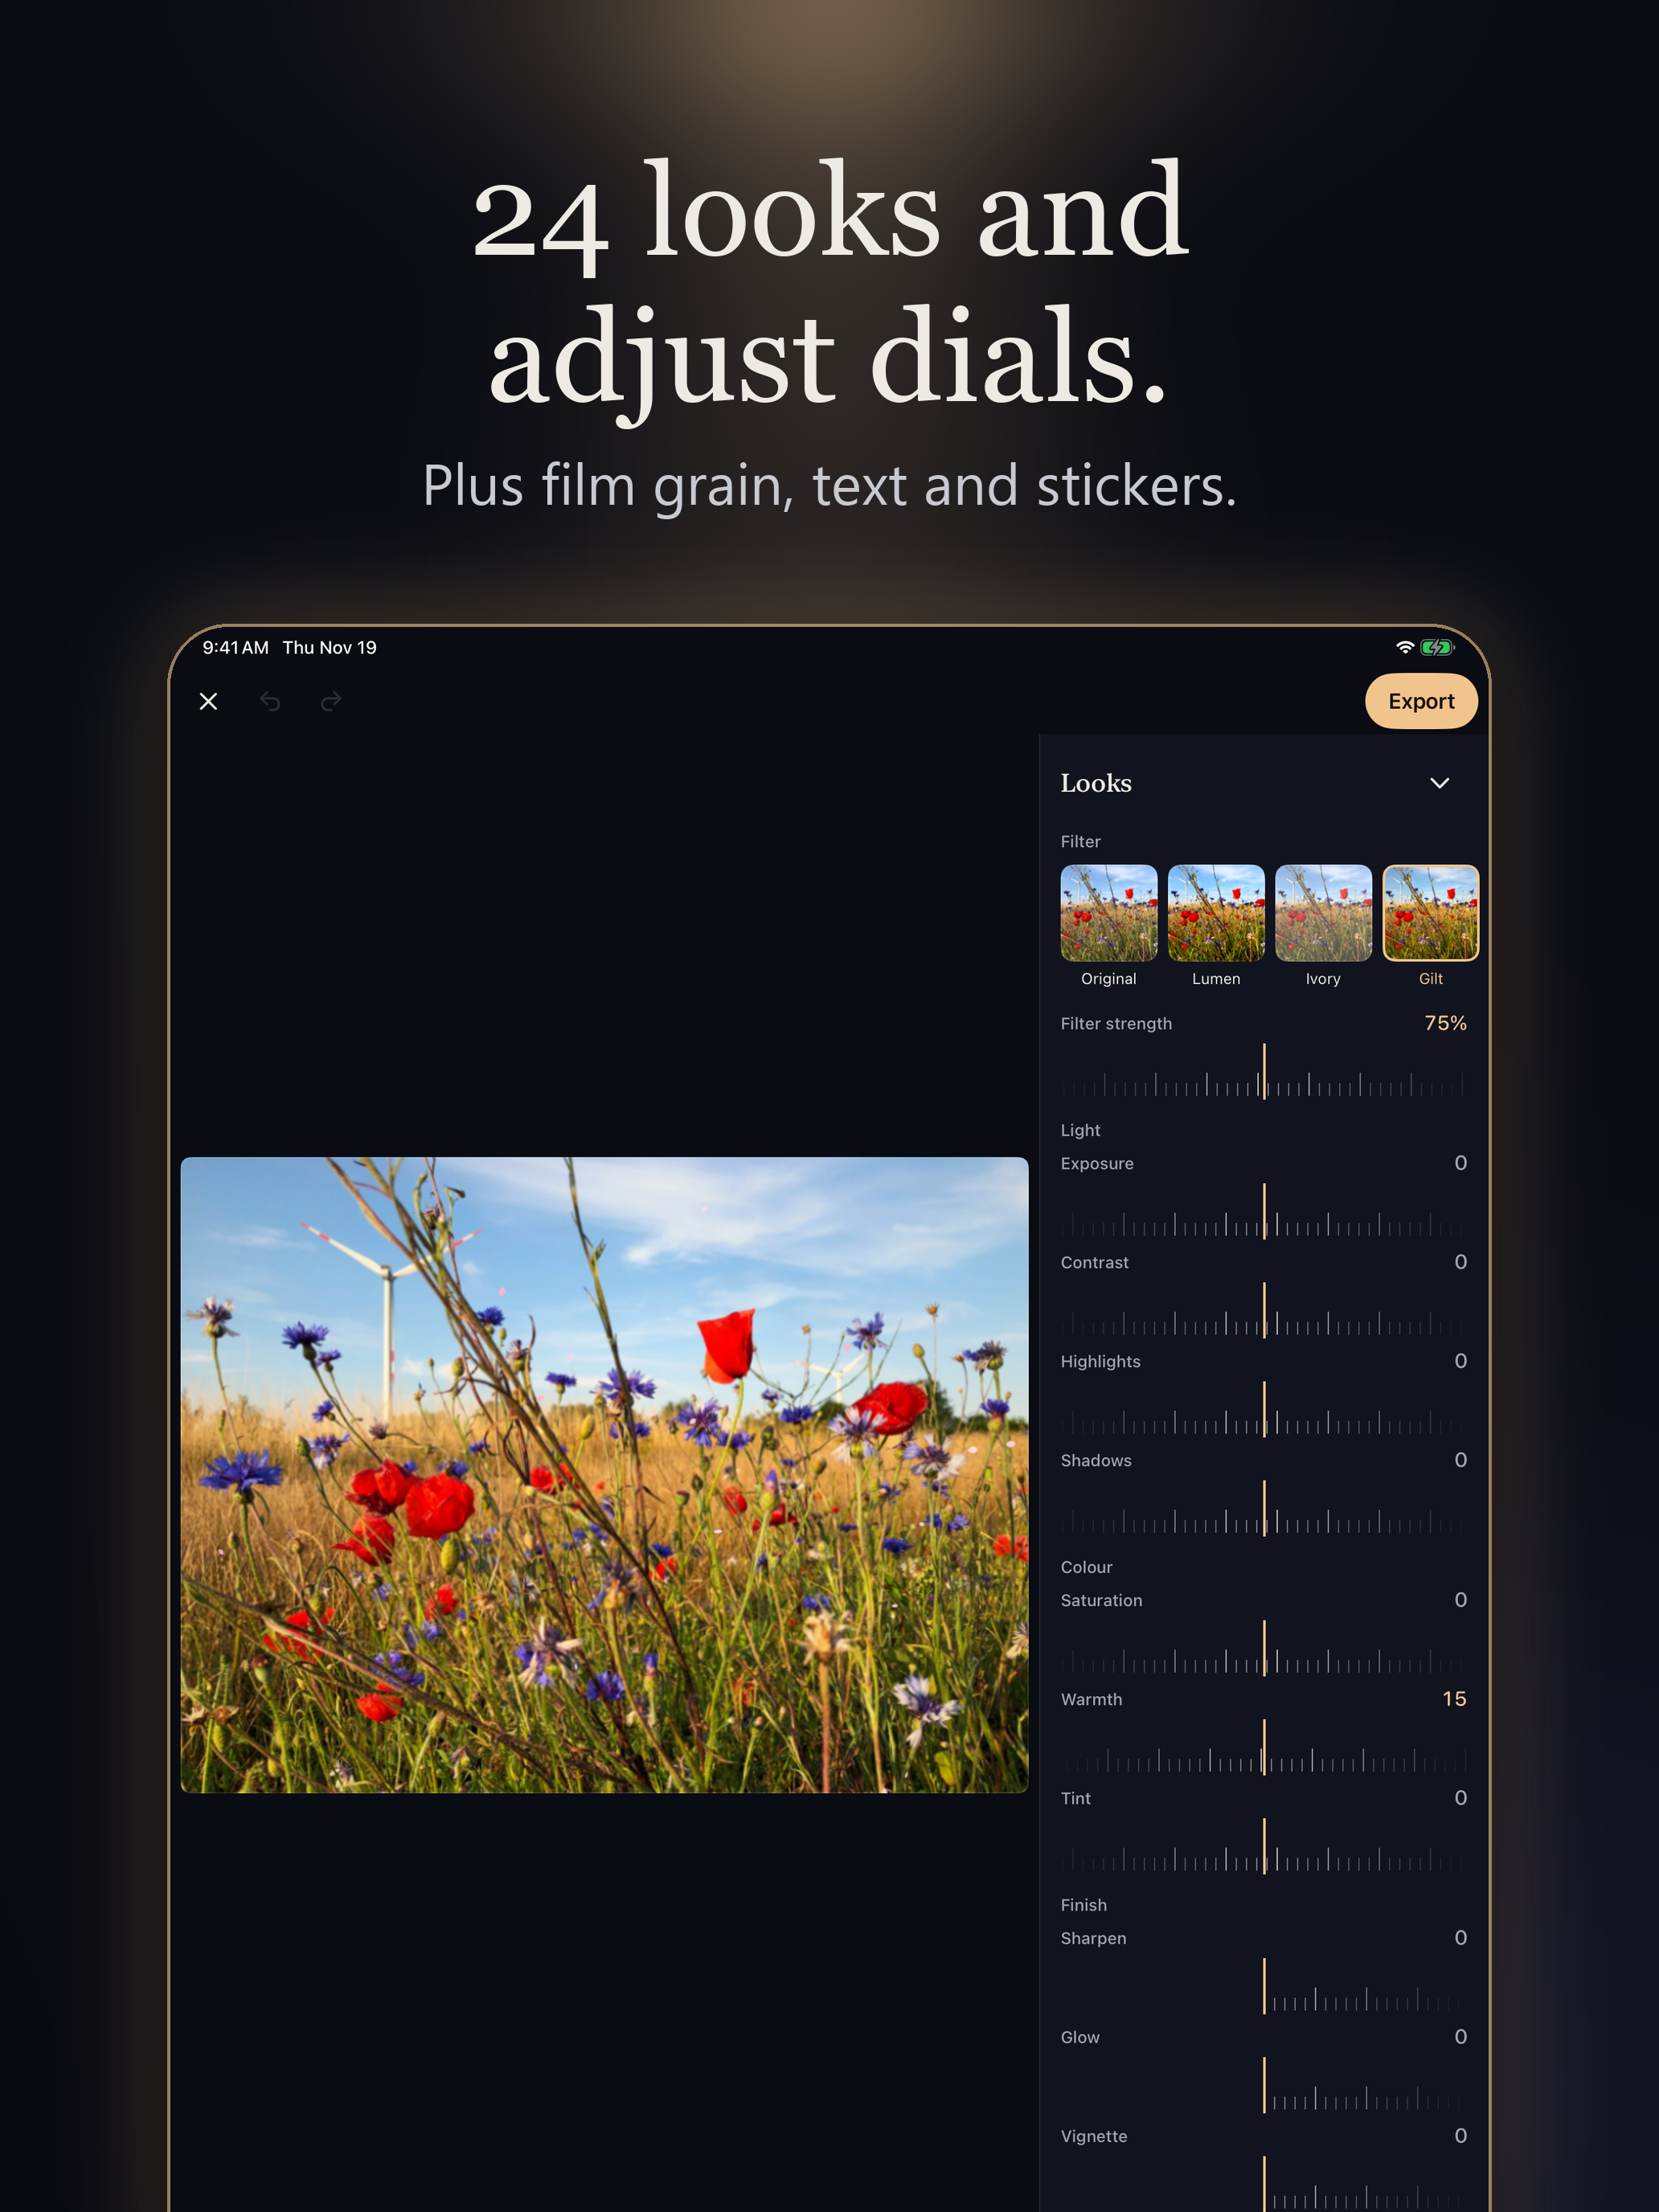 24 looks and
adjust dials.
Plus film grain, text and stickers.
9:41 AM Thu Nov 19
Export
Looks
Filter
Original Lumen Ivory Gilt
Filter strength 75%
Light
Exposure 0
Contrast 0
Highlights 0
Shadows 0
Colour
Saturation 0
Warmth 15
Tint 0
Finish
Sharpen 0
Glow 0
Vignette 0